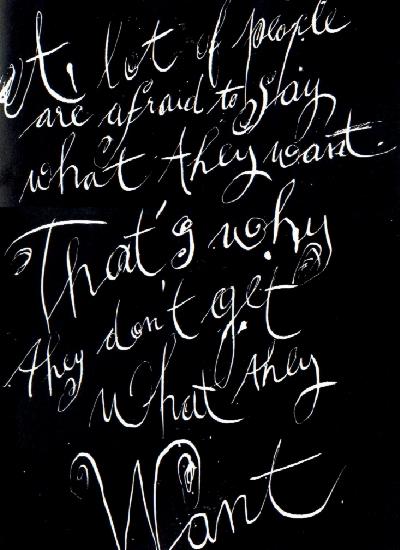 A lot of people
are afraid to say
what they want.
That's why
they don't get
what they
Want.